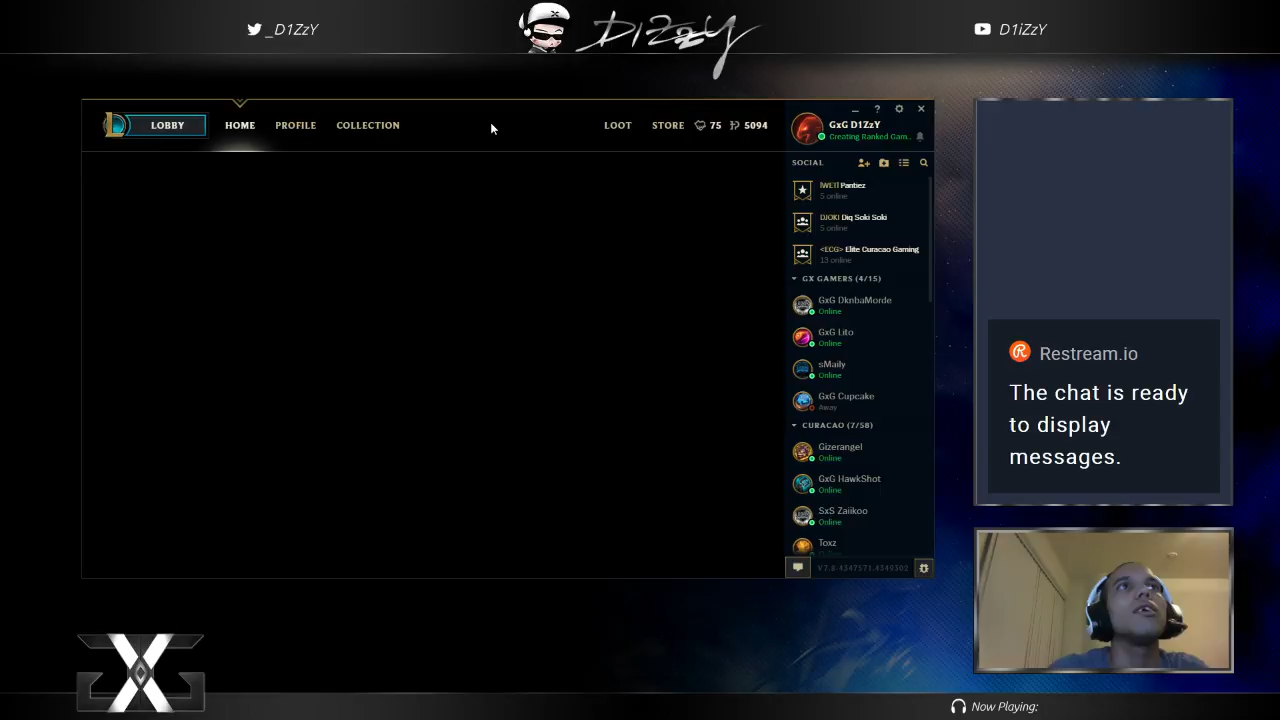 _D1ZzY
D1ZzY
D1iZzY
LOBBY
HOME
PROFILE
COLLECTION
LOOT
STORE
75
5094
GxG D1ZzY
Creating Ranked Gam..
SOCIAL
Pantiez
5 online
Diq Soki Soki
5 online
<ECG> Elite Curacao Gaming
13 online
GX GAMERS (4/15)
GxG DknbaMorde
Online
GxG Lito
Online
sMaily
Online
GxG Cupcake
Away
CURACAO (7/58)
Gizerangel
Online
GxG HawkShot
Online
SxS Zaiikoo
Online
Toxz
Restream.io
The chat is ready
to display
messages.
Now Playing: